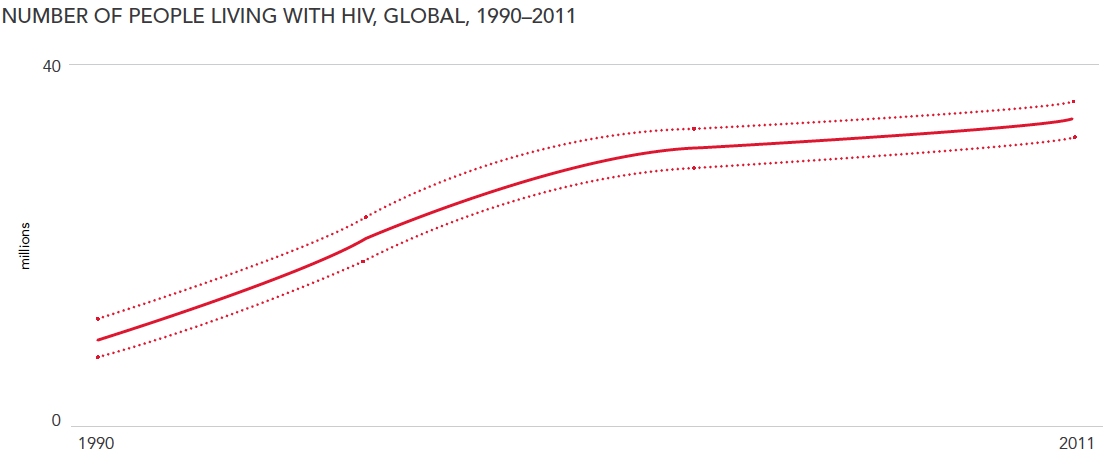 NUMBER OF PEOPLE LIVING WITH HIV, GLOBAL, 1990–2011
40
millions
0
1990
2011